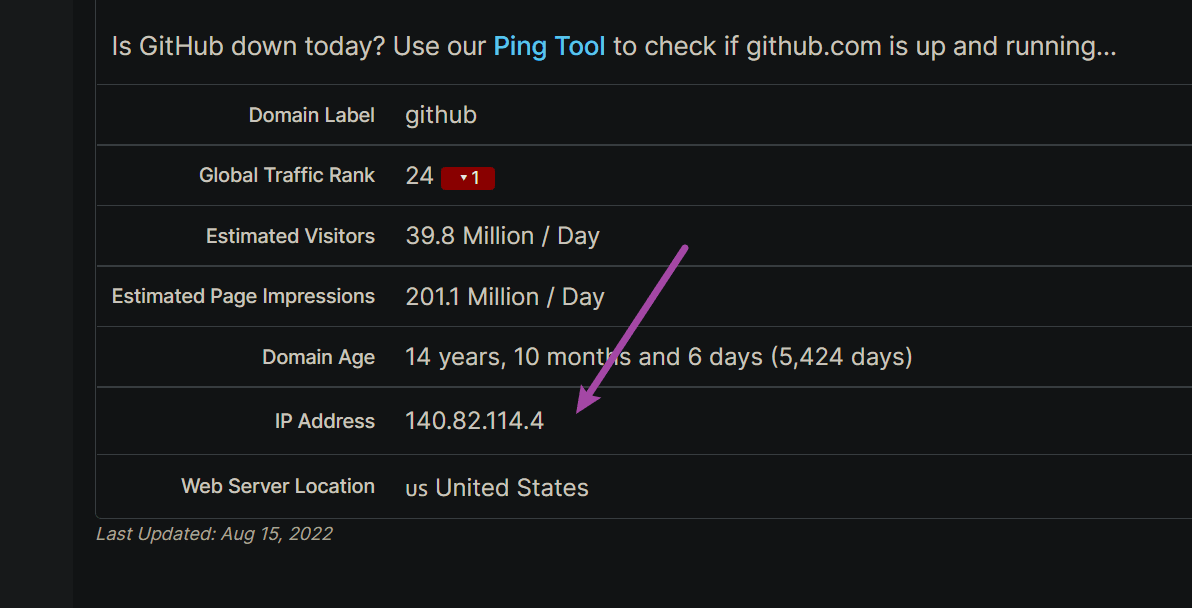 Is GitHub down today? Use our Ping Tool to check if github.com is up and running...
Domain Label github
Global Traffic Rank 24 ▼1
Estimated Visitors 39.8 Million / Day
Estimated Page Impressions 201.1 Million / Day
Domain Age 14 years, 10 months and 6 days (5,424 days)
IP Address 140.82.114.4
Web Server Location us United States
Last Updated: Aug 15, 2022